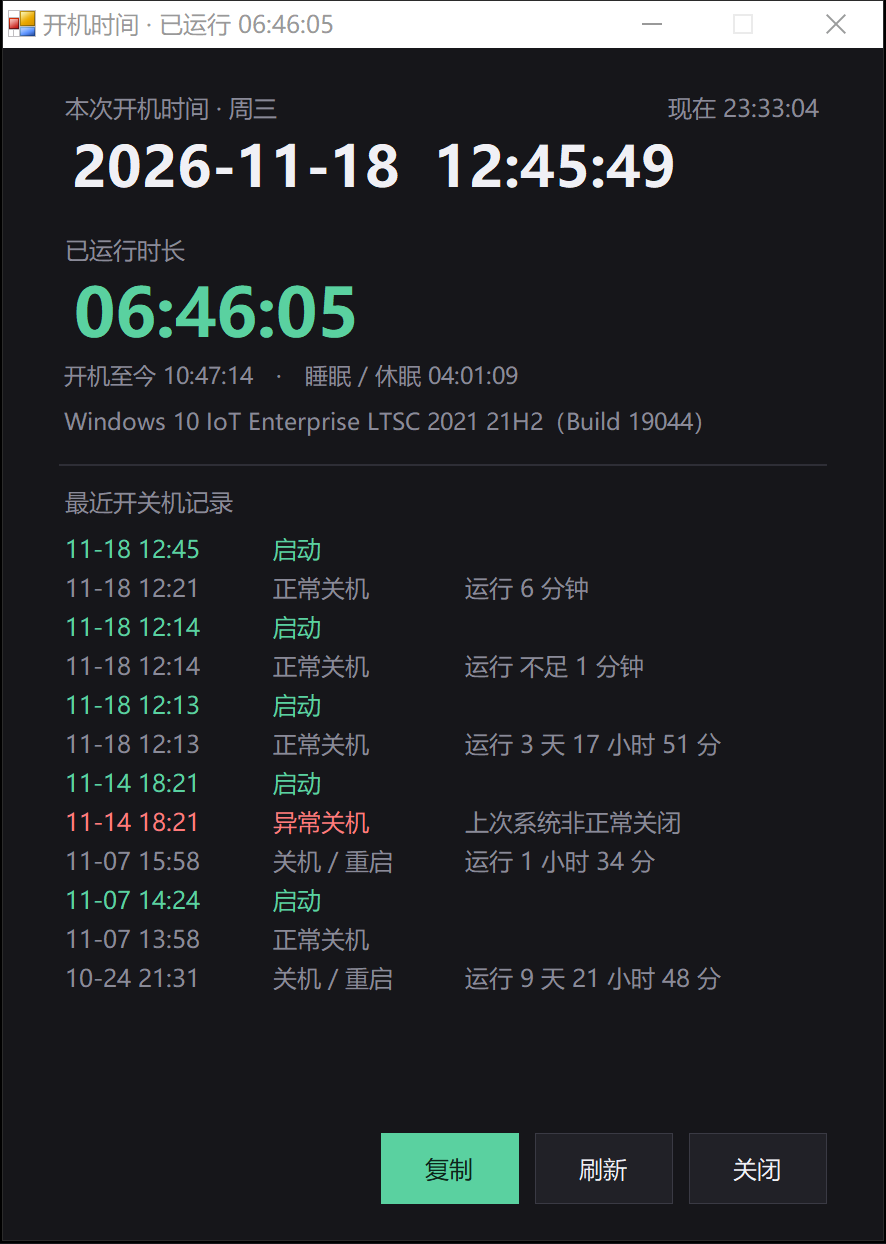 开机时间 · 已运行 06:46:05
本次开机时间 · 周三 现在 23:33:04
2026-11-18 12:45:49
已运行时长
06:46:05
开机至今 10:47:14 · 睡眠 / 休眠 04:01:09
Windows 10 IoT Enterprise LTSC 2021 21H2（Build 19044）
最近开关机记录
11-18 12:45 启动
11-18 12:21 正常关机 运行 6 分钟
11-18 12:14 启动
11-18 12:14 正常关机 运行 不足 1 分钟
11-18 12:13 启动
11-18 12:13 正常关机 运行 3 天 17 小时 51 分
11-14 18:21 启动
11-14 18:21 异常关机 上次系统非正常关闭
11-07 15:58 关机 / 重启 运行 1 小时 34 分
11-07 14:24 启动
11-07 13:58 正常关机
10-24 21:31 关机 / 重启 运行 9 天 21 小时 48 分
复制 刷新 关闭